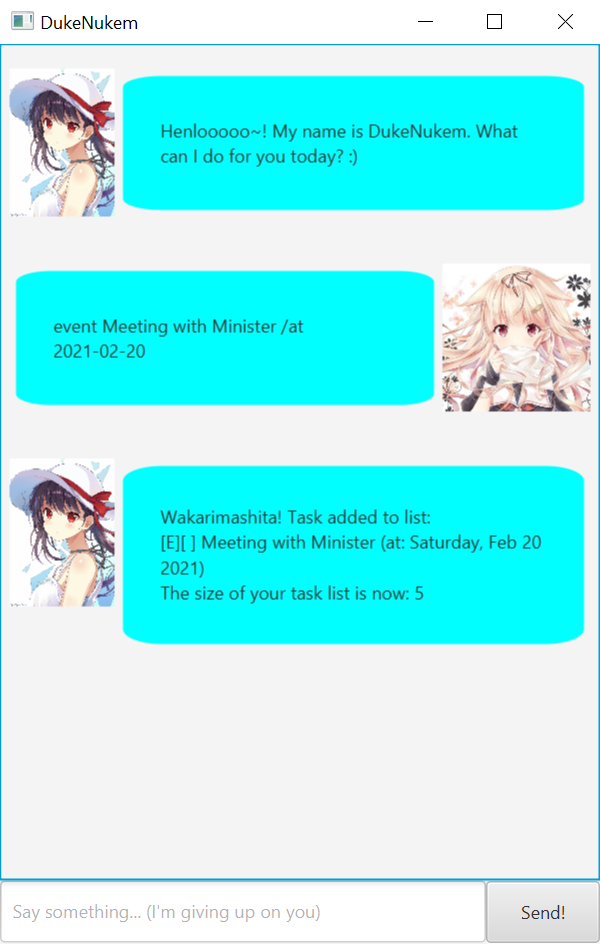 DukeNukem
Henlooooo~! My name is DukeNukem. What
can I do for you today? :)
event Meeting with Minister /at
2021-02-20
Wakarimashita! Task added to list:
[E][ ] Meeting with Minister (at: Saturday, Feb 20
2021)
The size of your task list is now: 5
Say something... (I'm giving up on you)
Send!